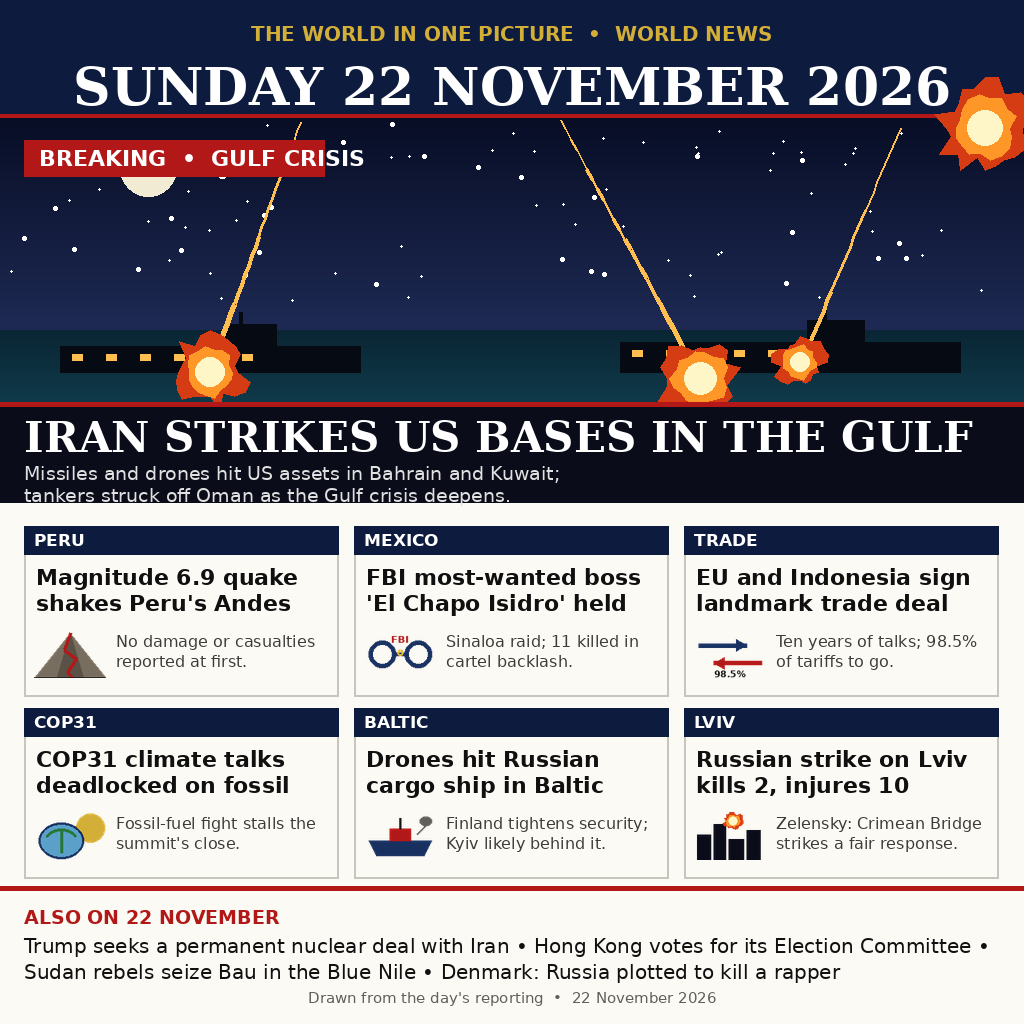 THE WORLD IN ONE PICTURE • WORLD NEWS
SUNDAY 22 NOVEMBER 2026
BREAKING • GULF CRISIS
IRAN STRIKES US BASES IN THE GULF
Missiles and drones hit US assets in Bahrain and Kuwait;
tankers struck off Oman as the Gulf crisis deepens.
PERU
Magnitude 6.9 quake
shakes Peru's Andes
No damage or casualties
reported at first.
MEXICO
FBI most-wanted boss
'El Chapo Isidro' held
FBI
Sinaloa raid; 11 killed in
cartel backlash.
TRADE
EU and Indonesia sign
landmark trade deal
98.5%
Ten years of talks; 98.5%
of tariffs to go.
COP31
COP31 climate talks
deadlocked on fossil
Fossil-fuel fight stalls the
summit's close.
BALTIC
Drones hit Russian
cargo ship in Baltic
Finland tightens security;
Kyiv likely behind it.
LVIV
Russian strike on Lviv
kills 2, injures 10
Zelensky: Crimean Bridge
strikes a fair response.
ALSO ON 22 NOVEMBER
Trump seeks a permanent nuclear deal with Iran • Hong Kong votes for its Election Committee •
Sudan rebels seize Bau in the Blue Nile • Denmark: Russia plotted to kill a rapper
Drawn from the day's reporting • 22 November 2026